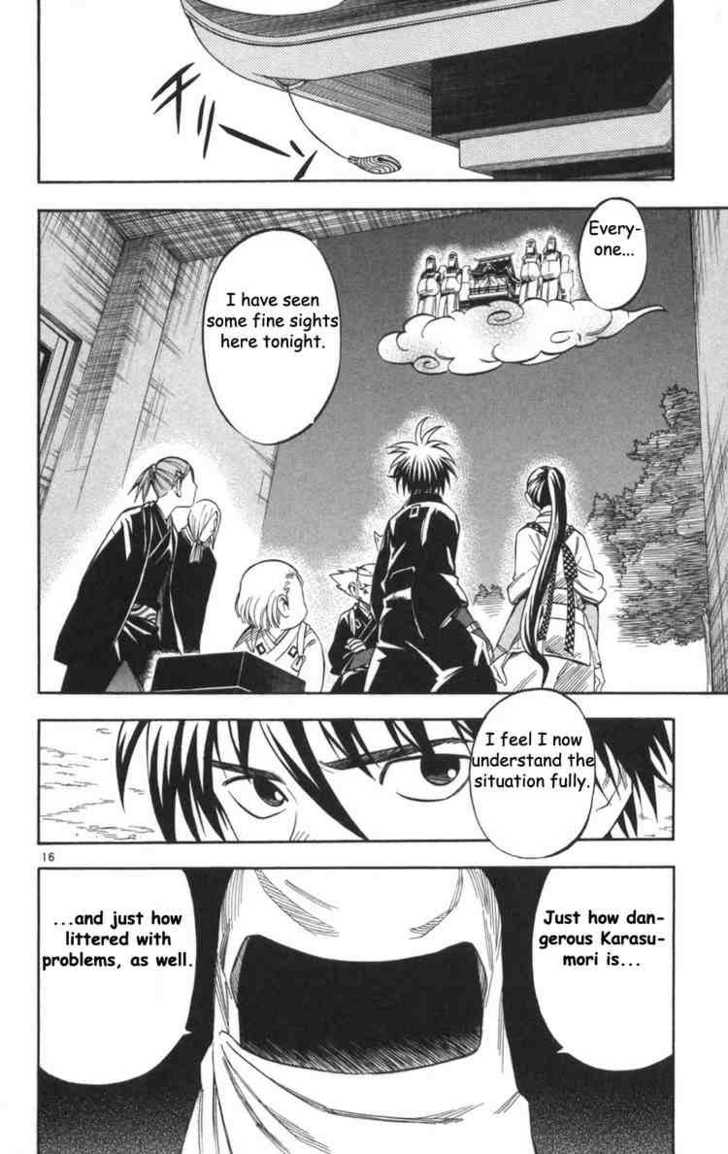 チリーン
Every-
one...
I have seen
some fine sights
here tonight.
I feel I now
understand the
situation fully.
16
Just how dan-
gerous Karasu-
mori is...
...and just how
littered with
problems, as well.